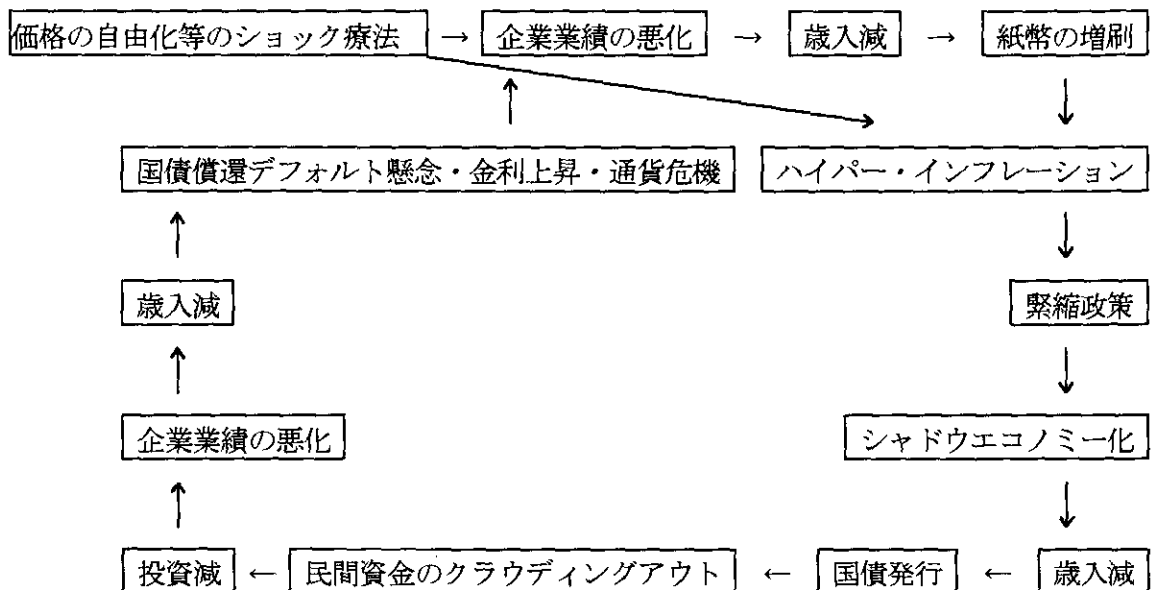 価格の自由化等のショック療法 → 企業業績の悪化 → 歳入減 → 紙幣の増刷
国債償還デフォルト懸念・金利上昇・通貨危機 ハイパー・インフレーション
歳入減 緊縮政策
企業業績の悪化 シャドウエコノミー化
投資減 ← 民間資金のクラウディングアウト ← 国債発行 ← 歳入減